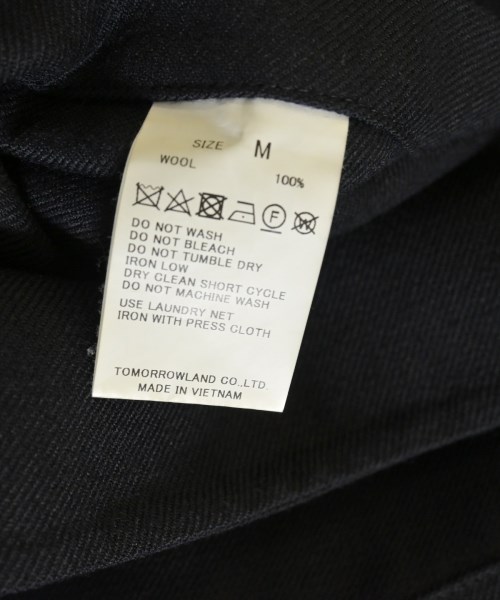 SIZE M
WOOL 100%
F W
DO NOT WASH
DO NOT BLEACH
DO NOT TUMBLE DRY
IRON LOW
DRY CLEAN SHORT CYCLE
DO NOT MACHINE WASH
USE LAUNDRY NET
IRON WITH PRESS CLOTH
TOMORROWLAND CO.,LTD.
MADE IN VIETNAM